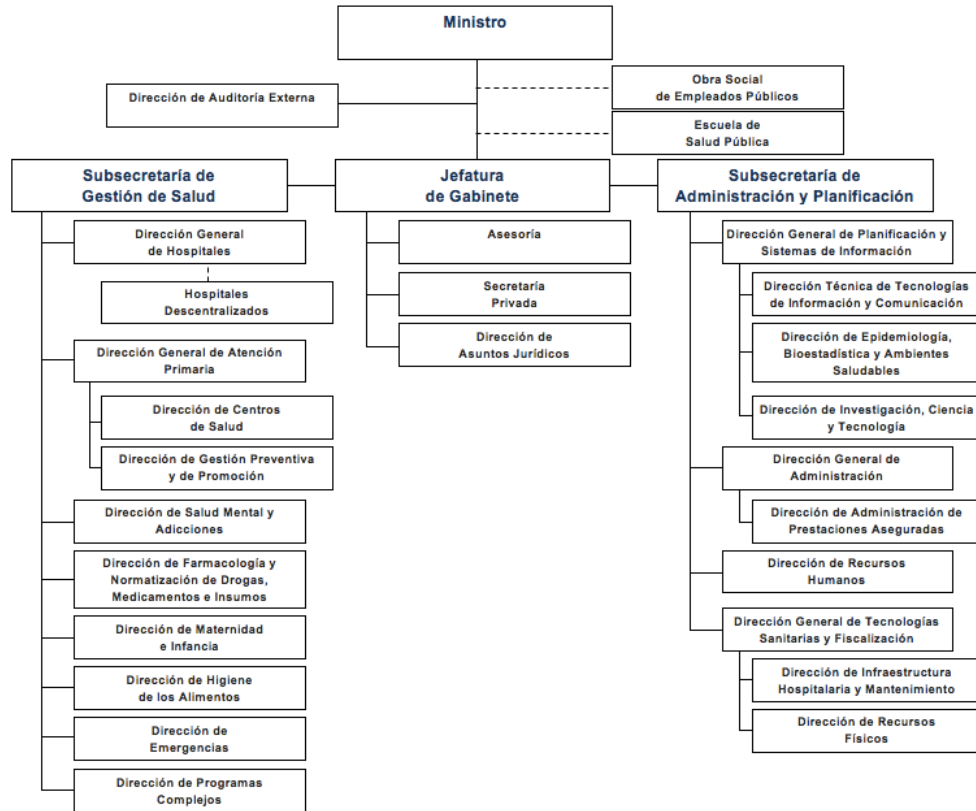 Ministro
Dirección de Auditoría Externa
Obra Social
de Empleados Públicos
Escuela de
Salud Pública
Subsecretaría de
Gestión de Salud
Jefatura
de Gabinete
Subsecretaría de
Administración y Planificación
Dirección General
de Hospitales
Hospitales
Descentralizados
Dirección General de Atención
Primaria
Dirección de Centros
de Salud
Dirección de Gestión Preventiva
y de Promoción
Dirección de Salud Mental y
Adicciones
Dirección de Farmacología y
Normatización de Drogas,
Medicamentos e Insumos
Dirección de Maternidad
e Infancia
Dirección de Higiene
de los Alimentos
Dirección de
Emergencias
Dirección de Programas
Complejos
Asesoría
Secretaría
Privada
Dirección de
Asuntos Jurídicos
Dirección General de Planificación y
Sistemas de Información
Dirección Técnica de Tecnologías
de Información y Comunicación
Dirección de Epidemiología,
Bioestadística y Ambientes
Saludables
Dirección de Investigación, Ciencia
y Tecnología
Dirección General de
Administración
Dirección de Administración de
Prestaciones Aseguradas
Dirección de Recursos
Humanos
Dirección General de Tecnologías
Sanitarias y Fiscalización
Dirección de Infraestructura
Hospitalaria y Mantenimiento
Dirección de Recursos
Físicos